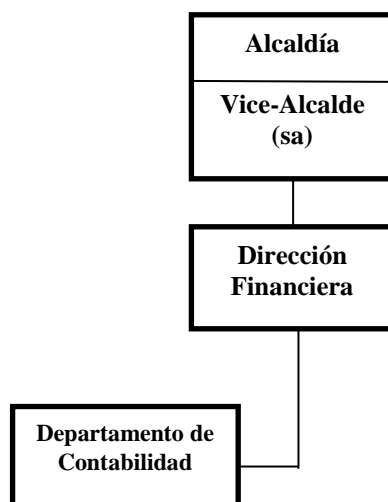 Alcaldía
Vice-Alcalde
(sa)
Dirección
Financiera
Departamento de
Contabilidad